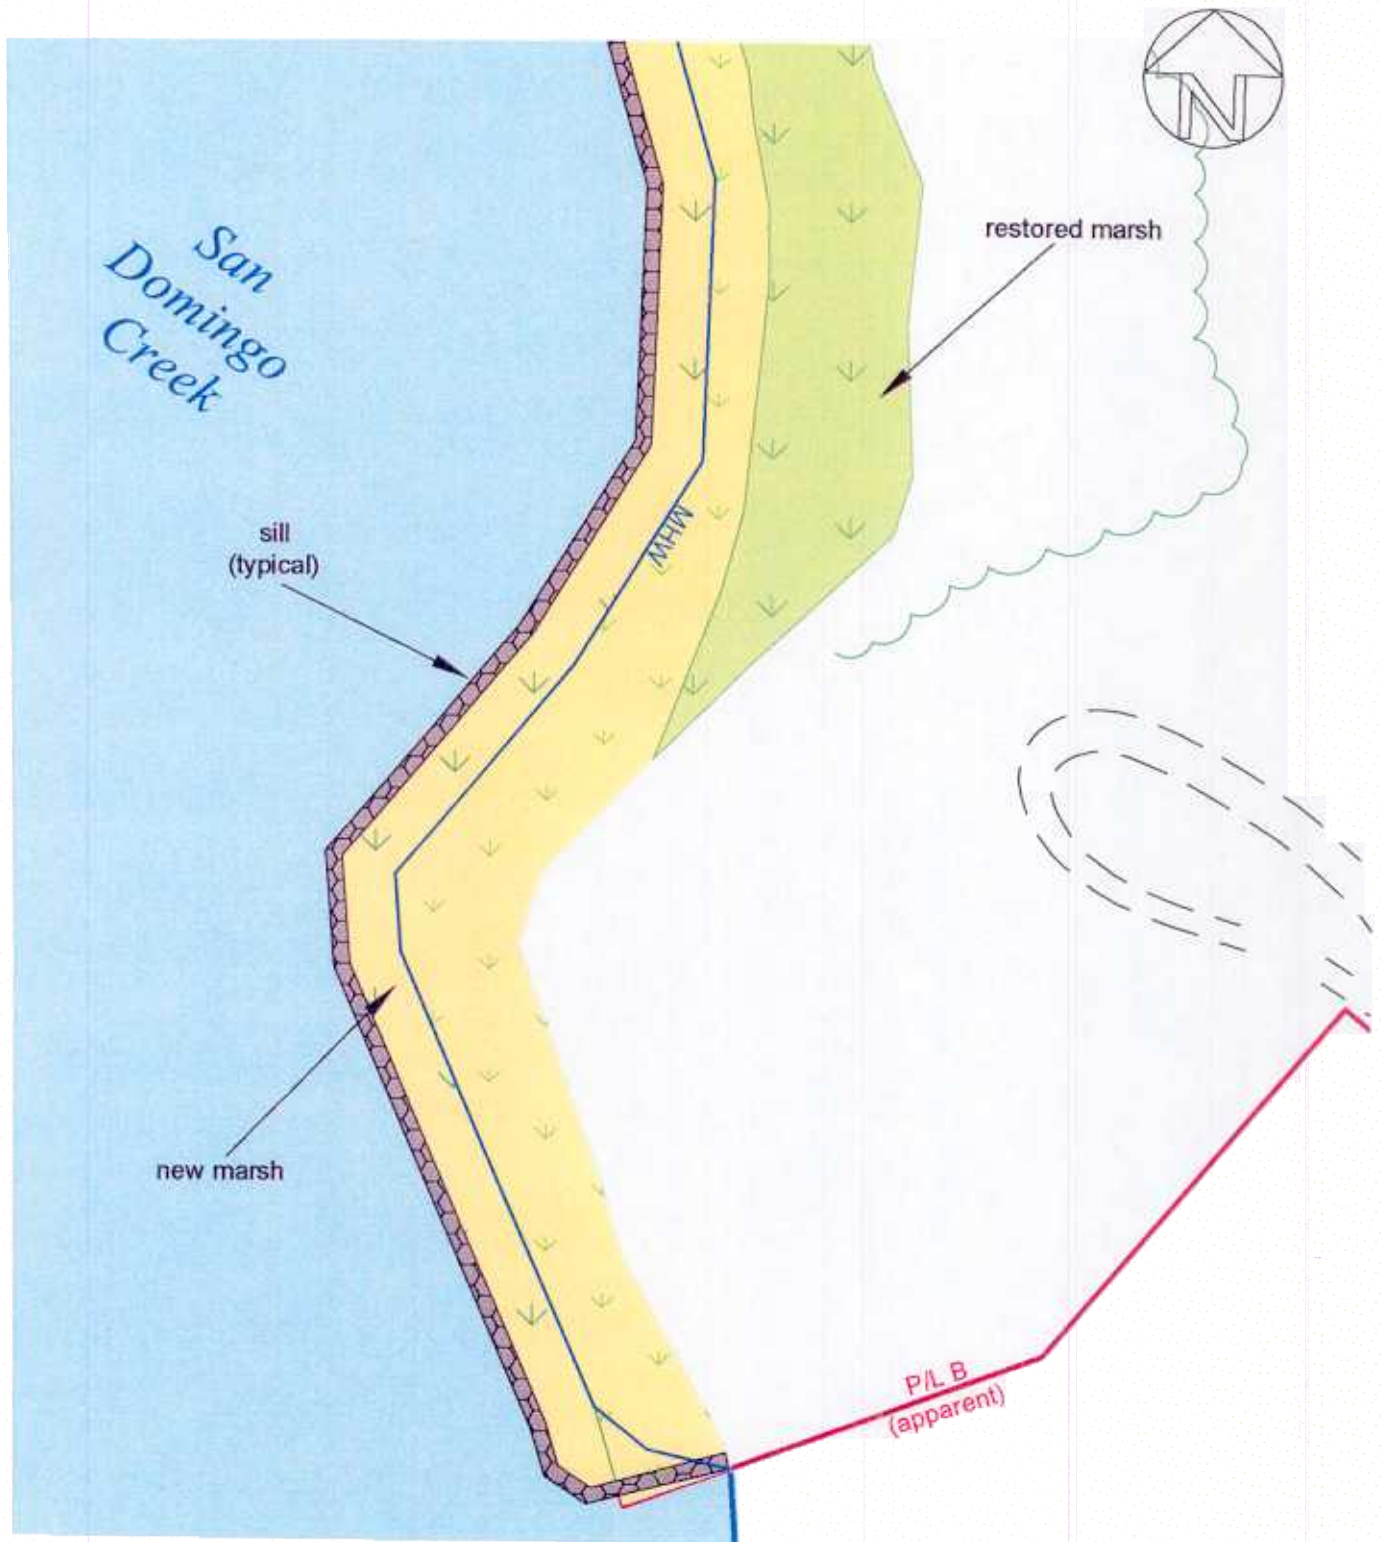 N
restored marsh
San
Domingo
Creek
MHW
sill
(typical)
new marsh
P/L B
(apparent)